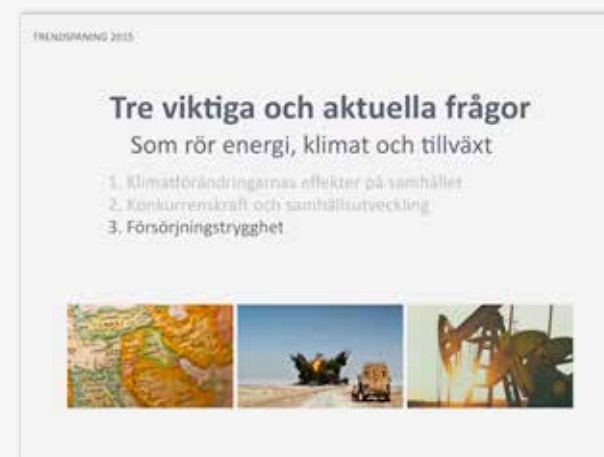 TRENDSPANING 2015
Tre viktiga och aktuella frågor
Som rör energi, klimat och tillväxt
1. Klimatförändringarnas effekter på samhället
2. Konkurrenskraft och samhällsutveckling
3. Försörjningstrygghet